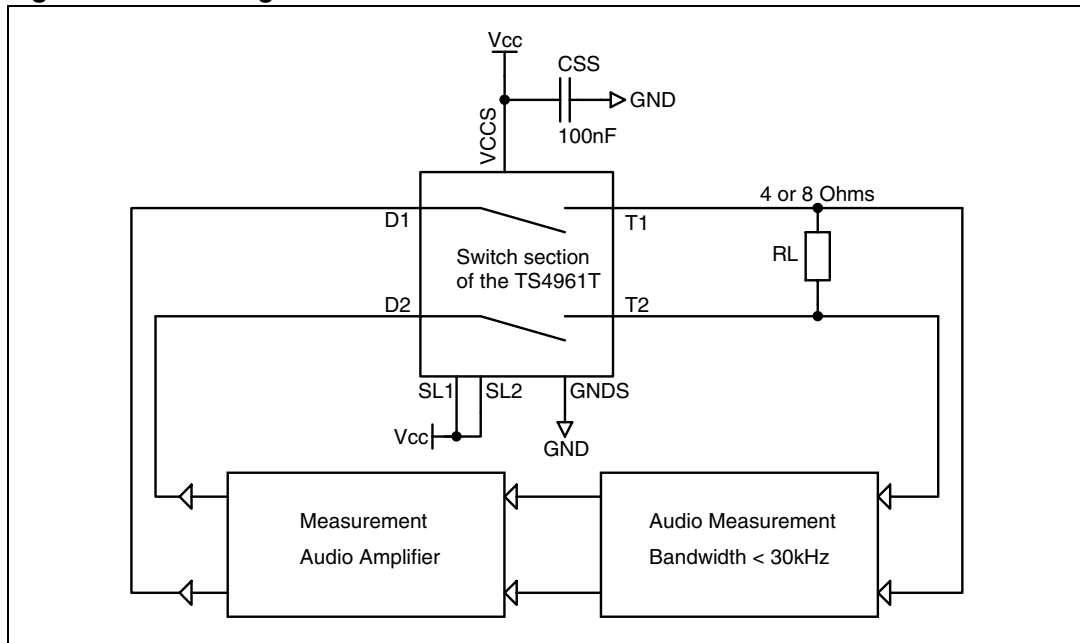 Vcc
CSS
GND
VCCS
100nF
4 or 8 Ohms
D1
T1
RL
Switch section
of the TS4961T
D2
T2
SL1
SL2
GNDS
Vcc
GND
Measurement
Audio Amplifier
Audio Measurement
Bandwidth < 30kHz